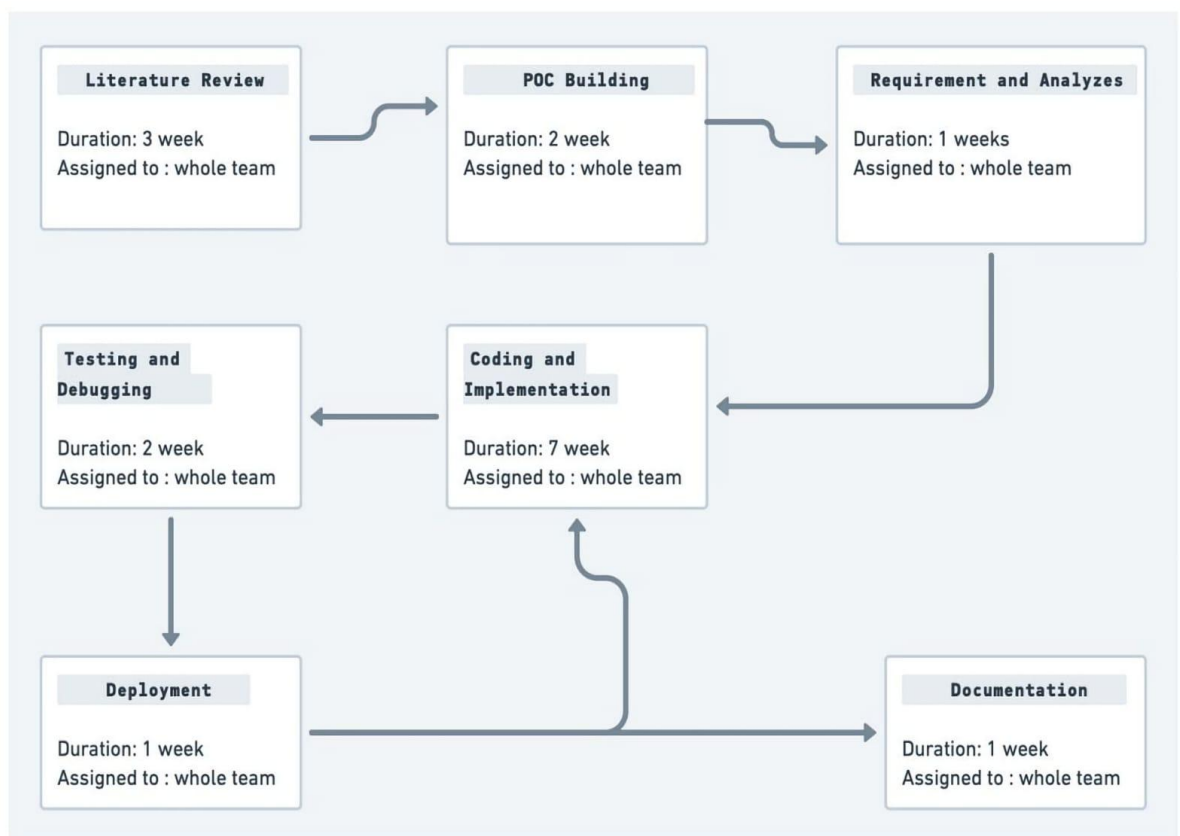 Literature Review
Duration: 3 week
Assigned to : whole team
POC Building
Duration: 2 week
Assigned to : whole team
Requirement and Analyzes
Duration: 1 weeks
Assigned to : whole team
Testing and
Debugging
Duration: 2 week
Assigned to : whole team
Coding and
Implementation
Duration: 7 week
Assigned to : whole team
Deployment
Duration: 1 week
Assigned to : whole team
Documentation
Duration: 1 week
Assigned to : whole team